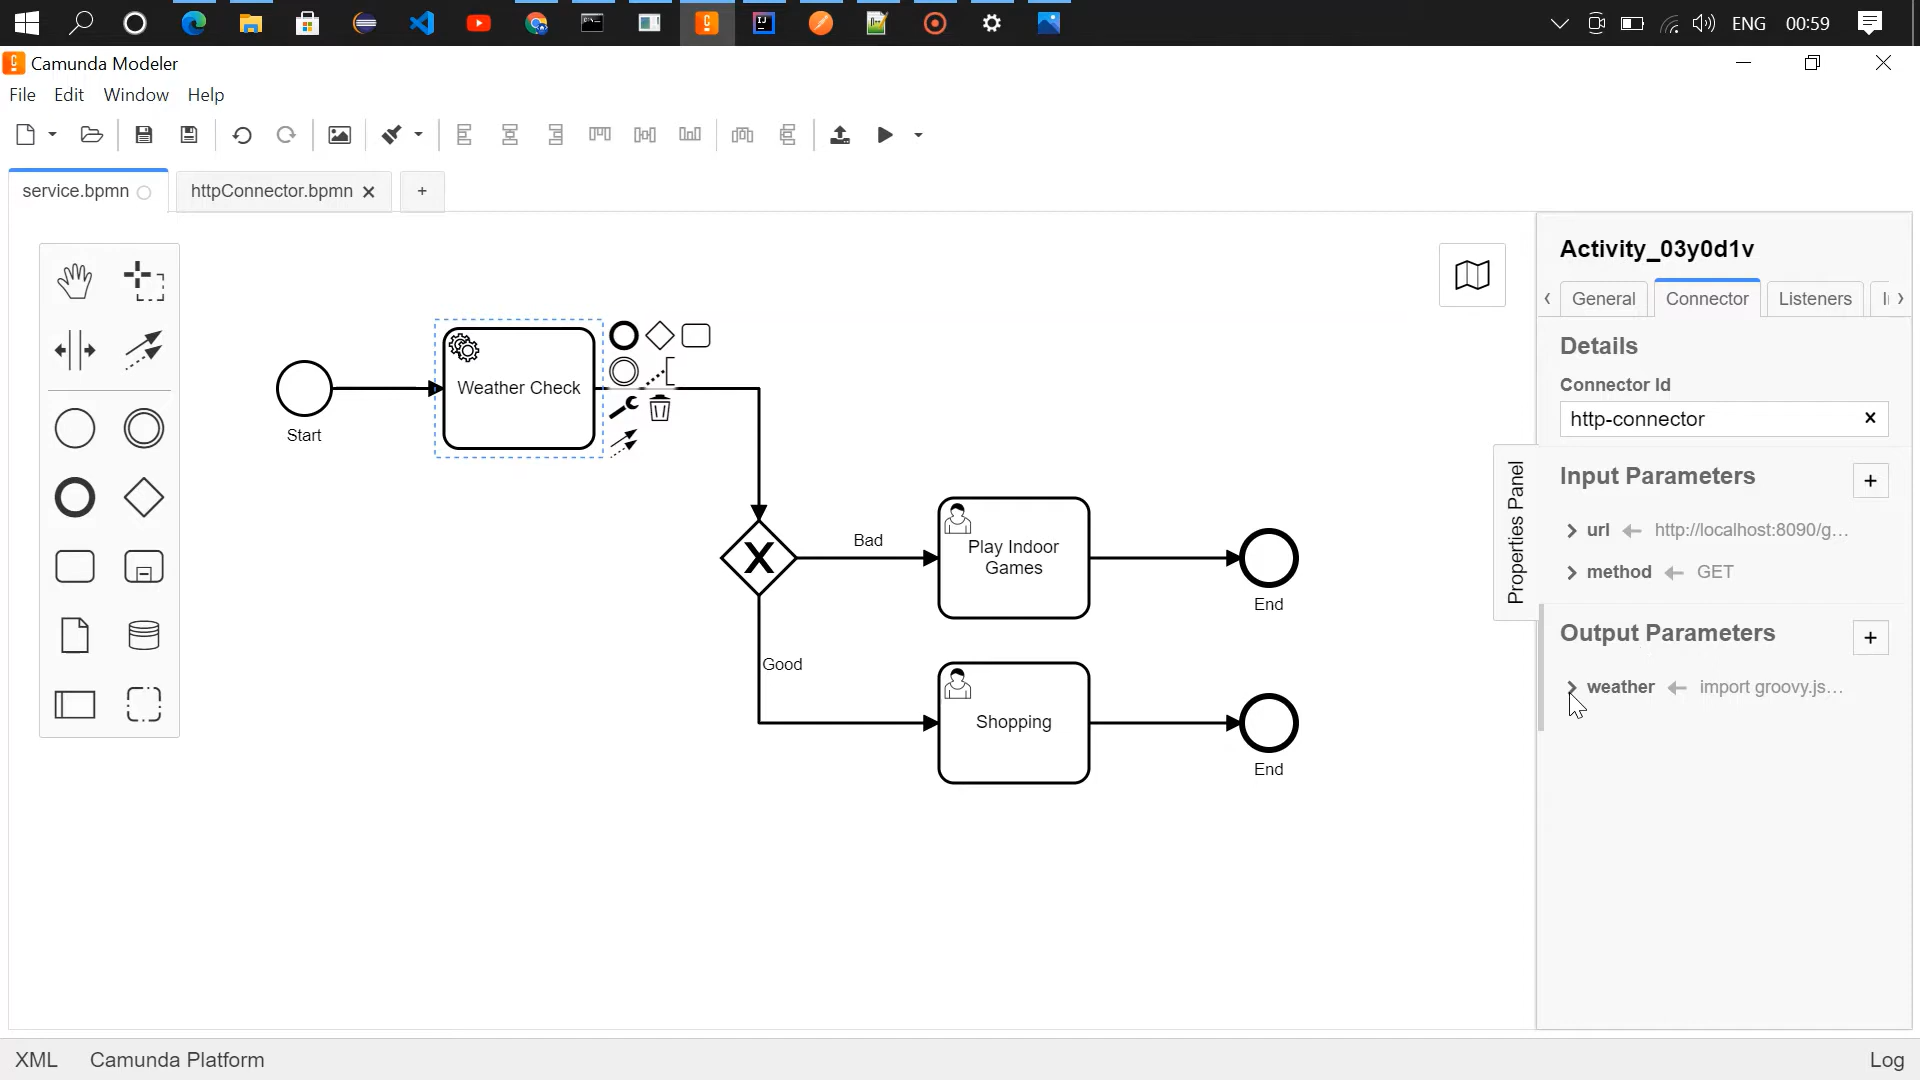 ENG 00:59
Camunda Modeler
File Edit Window Help
service.bpmn httpConnector.bpmn +
Activity_03y0d1v
General Connector Listeners
Details
Connector Id
http-connector
Input Parameters
url http://localhost:8090/g...
method GET
Output Parameters
weather import groovy.js...
Properties Panel
Weather Check
Start
Bad
Play Indoor
Games
End
Good
Shopping
End
XML Camunda Platform Log